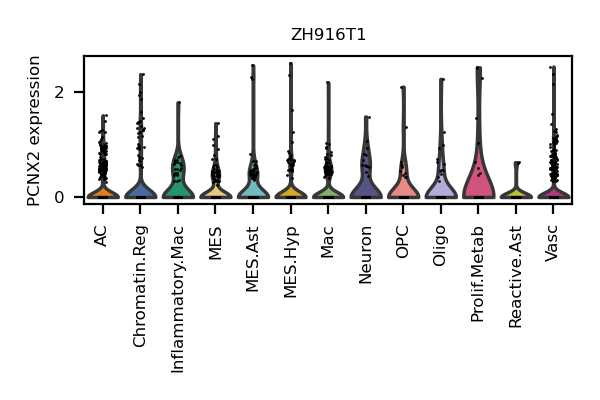 ZH916T1
PCNX2 expression
2
0
AC
Chromatin.Reg
Inflammatory.Mac
MES
MES.Ast
MES.Hyp
Mac
Neuron
OPC
Oligo
Prolif.Metab
Reactive.Ast
Vasc